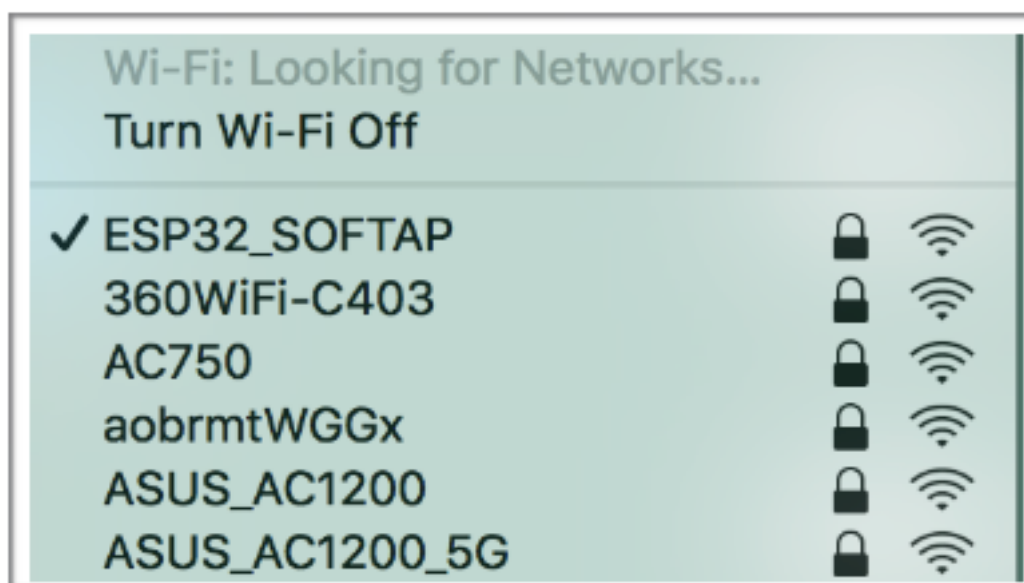 Wi-Fi: Looking for Networks...
Turn Wi-Fi Off
ESP32_SOFTAP
360WiFi-C403
AC750
aobrmtWGGx
ASUS_AC1200
ASUS_AC1200_5G